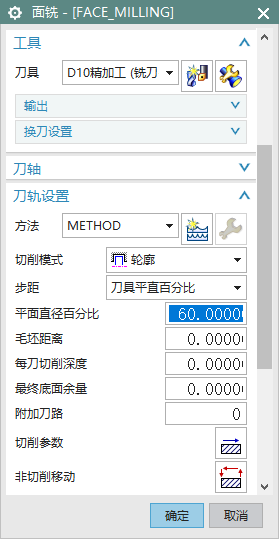 面铣 - [FACE_MILLING]
工具
刀具 D10精加工 (铣刀
输出
换刀设置
刀轴
刀轨设置
方法 METHOD
切削模式 轮廓
步距 刀具平直百分比
平面直径百分比 60.0000
毛坯距离 0.0000
每刀切削深度 0.0000
最终底面余量 0.0000
附加刀路 0
切削参数
非切削移动
确定 取消